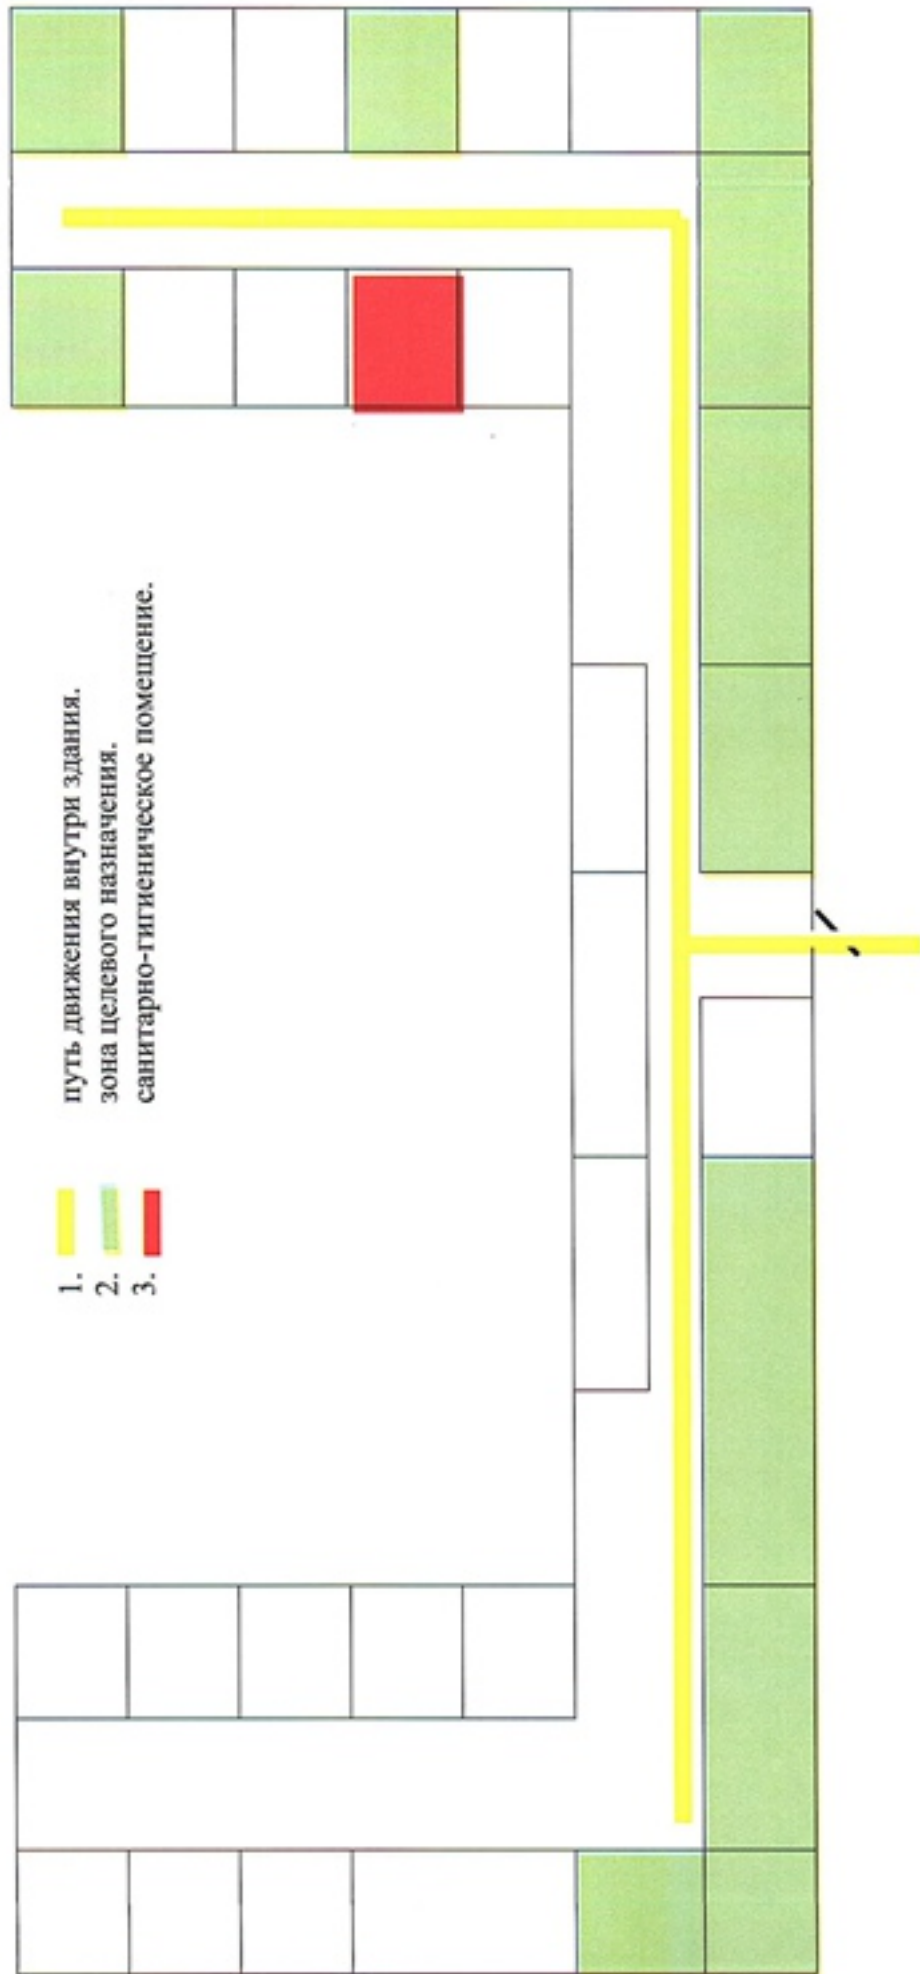 1. путь движения внутри здания.
2. зона целевого назначения.
3. санитарно-гигиеническое помещение.